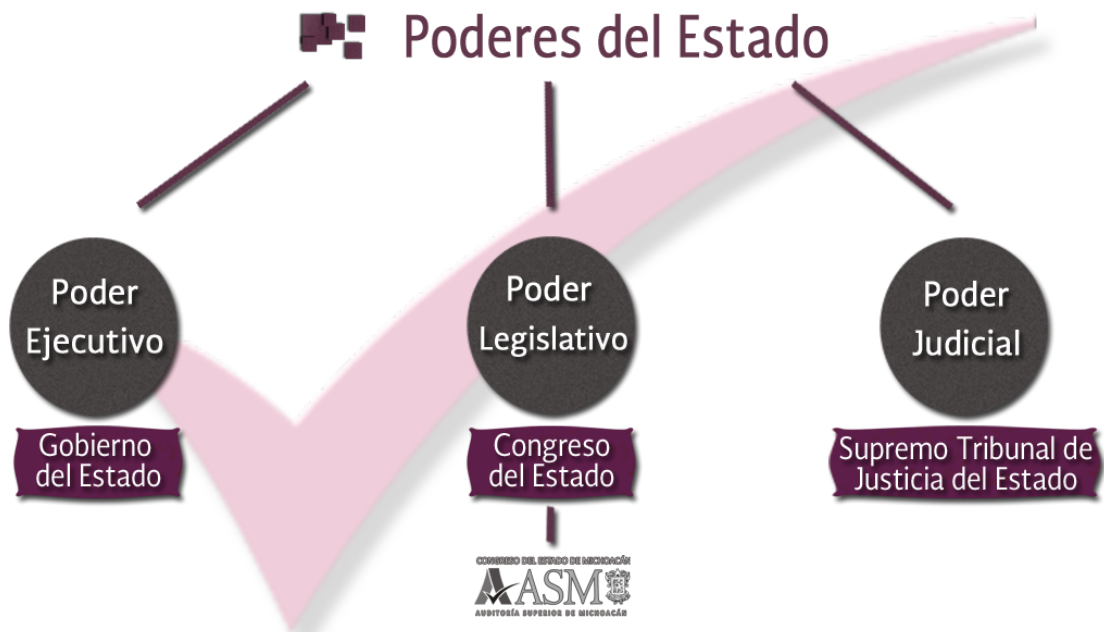 Poderes del Estado
Poder
Ejecutivo
Gobierno
del Estado
Poder
Legislativo
Congreso
del Estado
CONGRESO DEL ESTADO DE MICHOACÁN
ASM
AUDITORÍA SUPERIOR DE MICHOACÁN
Poder
Judicial
Supremo Tribunal de
Justicia del Estado